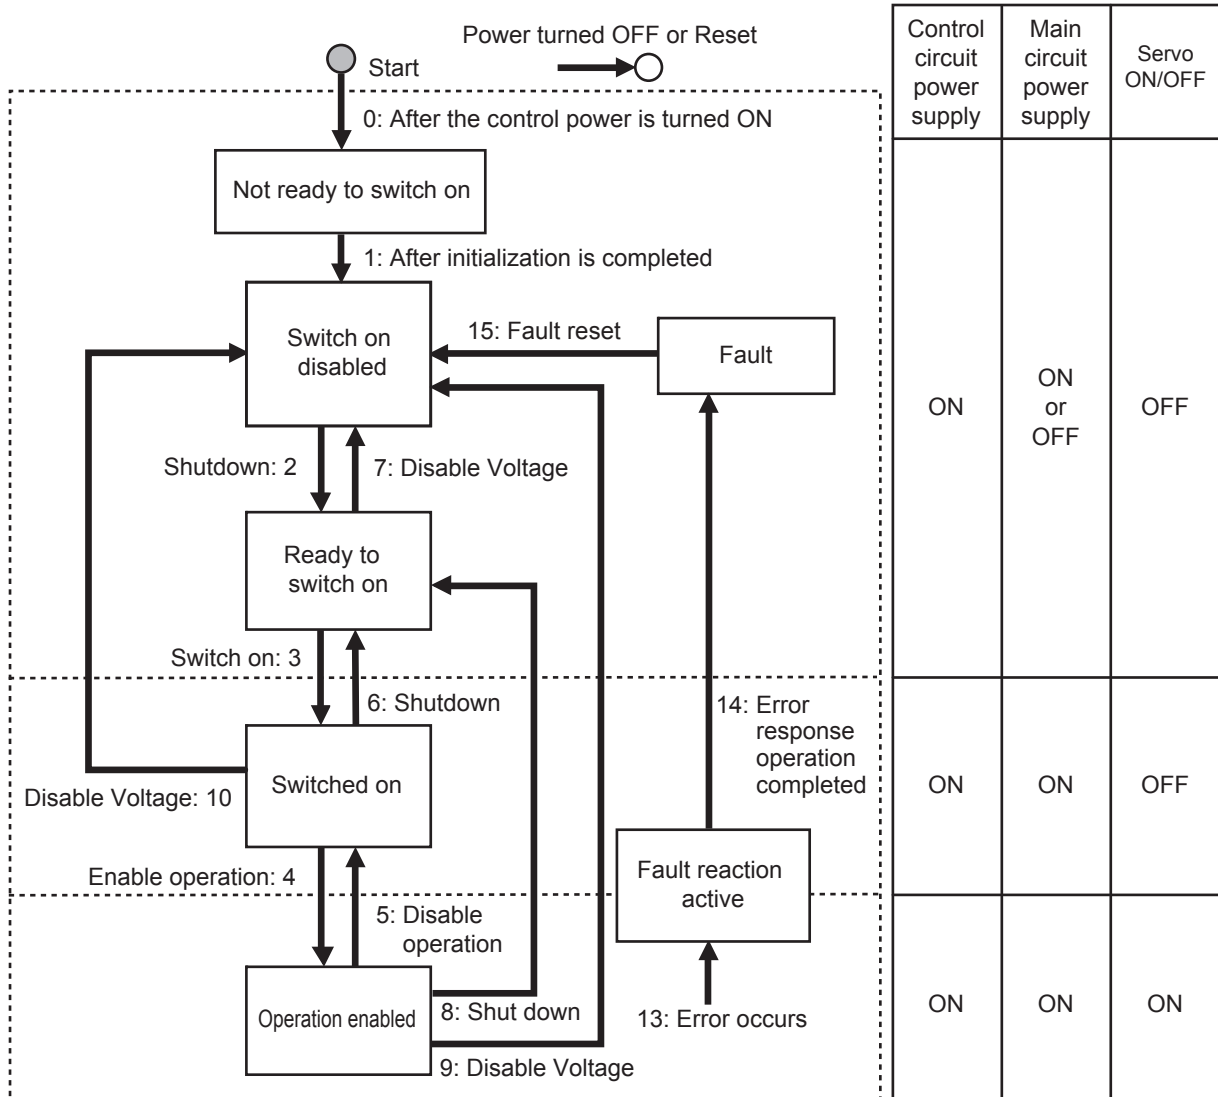 Power turned OFF or Reset
Start
0: After the control power is turned ON
Not ready to switch on
1: After initialization is completed
Switch on
disabled
15: Fault reset
Fault
Shutdown: 2
7: Disable Voltage
Ready to
switch on
Switch on: 3
6: Shutdown
14: Error
response
operation
completed
Switched on
Disable Voltage: 10
Enable operation: 4
Fault reaction
active
5: Disable
operation
Operation enabled
8: Shut down
13: Error occurs
9: Disable Voltage
Control
circuit
power
supply
Main
circuit
power
supply
Servo
ON/OFF
ON
ON
or
OFF
OFF
ON
ON
OFF
ON
ON
ON